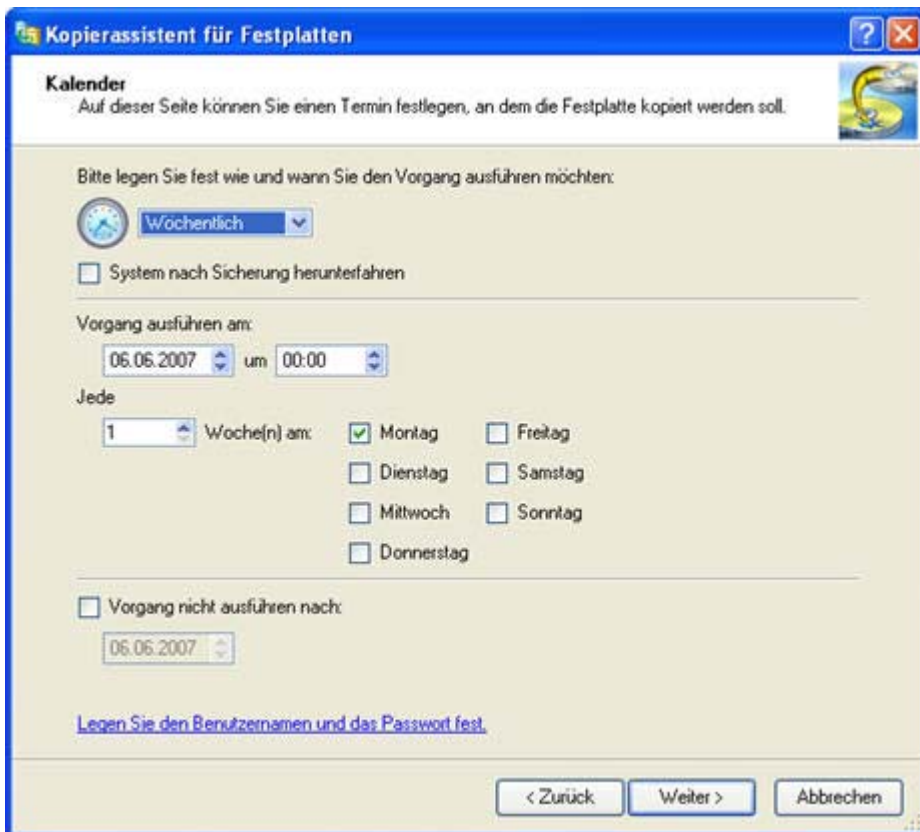 Kopierassistent für Festplatten
Kalender
Auf dieser Seite können Sie einen Termin festlegen, an dem die Festplatte kopiert werden soll.
Bitte legen Sie fest wie und wann Sie den Vorgang ausführen möchten:
Wöchentlich
System nach Sicherung herunterfahren
Vorgang ausführen am:
06.06.2007 um 00:00
Jede
1 Woche(n) am: Montag Freitag
Dienstag Samstag
Mittwoch Sonntag
Donnerstag
Vorgang nicht ausführen nach:
06.06.2007
Legen Sie den Benutzernamen und das Passwort fest.
< Zurück Weiter > Abbrechen